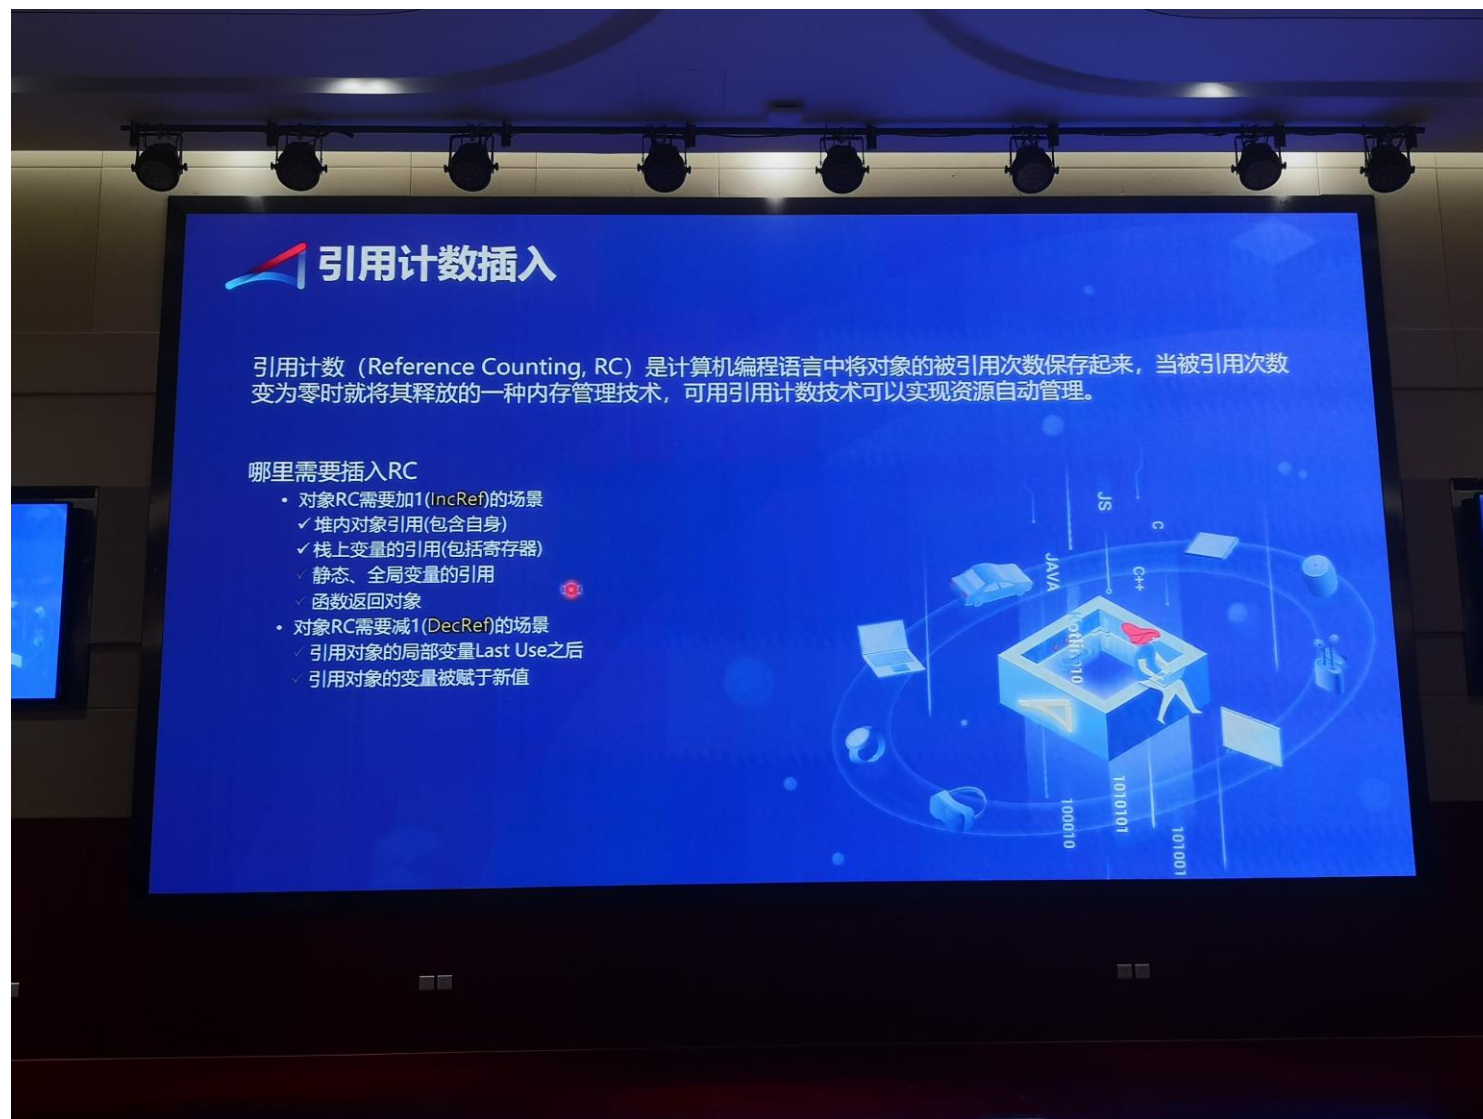 引用计数插入
引用计数（Reference Counting, RC）是计算机编程语言中将对象的被引用次数保存起来，当被引用次数
变为零时就将其释放的一种内存管理技术，可用引用计数技术可以实现资源自动管理。
哪里需要插入RC
• 对象RC需要加1(IncRef)的场景
✓堆内对象引用(包含自身)
✓栈上变量的引用(包括寄存器)
✓静态、全局变量的引用
✓函数返回对象
• 对象RC需要减1(DecRef)的场景
✓引用对象的局部变量Last Use之后
✓引用对象的变量被赋于新值
JS
C
JAVA
C++
100010
1010101
101001